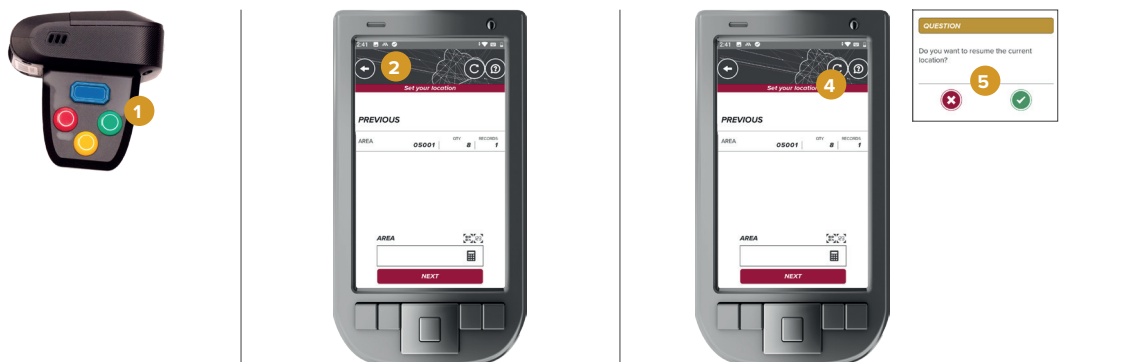 1
2:41
2
Set your location
PREVIOUS
AREA
05001
QTY
8
RECORDS
1
AREA
NEXT
2:41
4
Set your location
PREVIOUS
AREA
05001
QTY
8
RECORDS
1
AREA
NEXT
QUESTION
Do you want to resume the current
location?
5